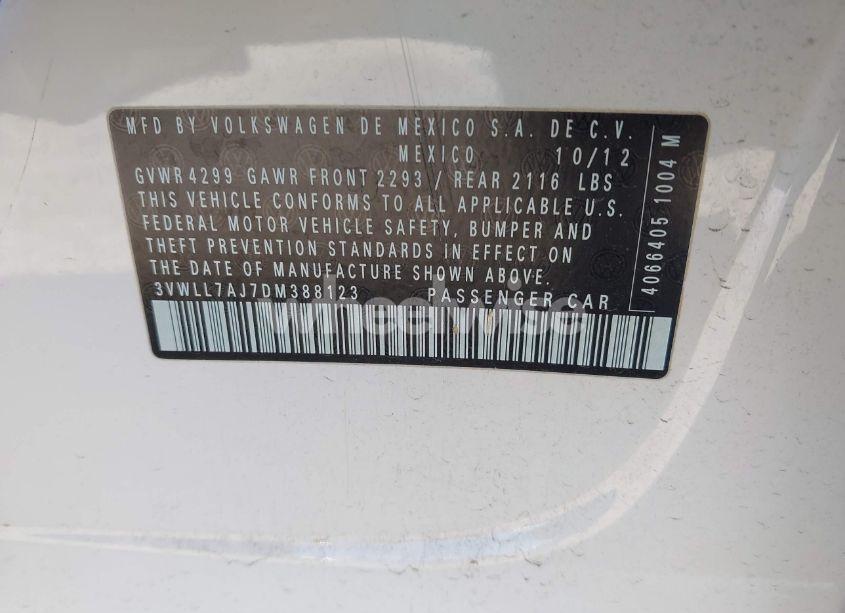 MFD BY VOLKSWAGEN DE MEXICO S.A. DE C.V.
MEXICO 10/12
GVWR 4299 GAWR FRONT 2293 / REAR 2116 LBS
THIS VEHICLE CONFORMS TO ALL APPLICABLE U.S.
FEDERAL MOTOR VEHICLE SAFETY, BUMPER AND
THEFT PREVENTION STANDARDS IN EFFECT ON
THE DATE OF MANUFACTURE SHOWN ABOVE.
3VWLL7AJ7DM388123 PASSENGER CAR
4066405 1004 M
wheelwise